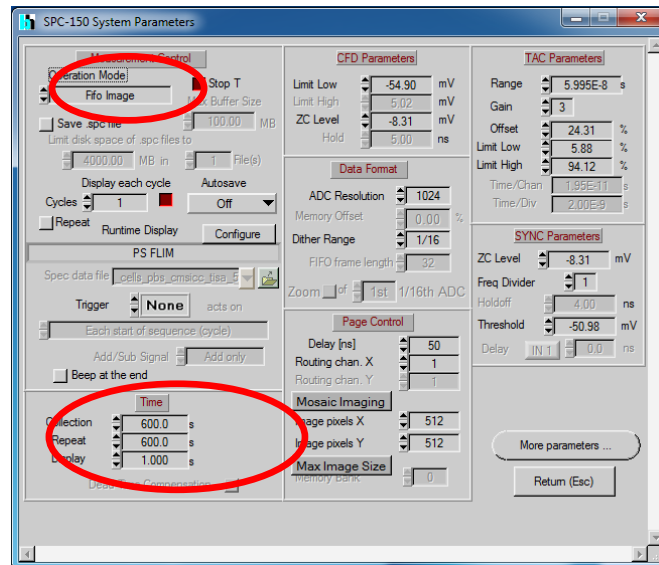 SPC-150 System Parameters
Measurement Control
Operation Mode
Fifo Image
Stop T
Max Buffer Size
100.00 MB
Save .spc file
Limit disk space of .spc files to
4000.00 MB in 1 File(s)
Display each cycle Autosave
Cycles 1 Off
Repeat Runtime Display Configure
PS FLIM
Spec data file _cells_pbs_cmsicc_tisa_5
Trigger None acts on
Each start of sequence (cycle)
Add/Sub Signal Add only
Beep at the end
Time
Collection 600.0 s
Repeat 600.0 s
Display 1.000 s
Dead Time Compensation
CFD Parameters
Limit Low -54.90 mV
Limit High 5.02 mV
ZC Level -8.31 mV
Hold 5.00 ns
Data Format
ADC Resolution 1024
Memory Offset 0.00 %
Dither Range 1/16
FIFO frame length 32
Zoom of 1st 1/16th ADC
Page Control
Delay [ns] 50
Routing chan. X 1
Routing chan. Y 1
Mosaic Imaging
Image pixels X 512
Image pixels Y 512
Max Image Size
Memory Bank 0
TAC Parameters
Range 5.995E-8 s
Gain 3
Offset 24.31 %
Limit Low 5.88 %
Limit High 94.12 %
Time/Chan 1.95E-11 s
Time/Div 2.00E-9 s
SYNC Parameters
ZC Level -8.31 mV
Freq Divider 1
Holdoff 4.00 ns
Threshold -50.98 mV
Delay IN 1 0.0 ns
More parameters ...
Return (Esc)